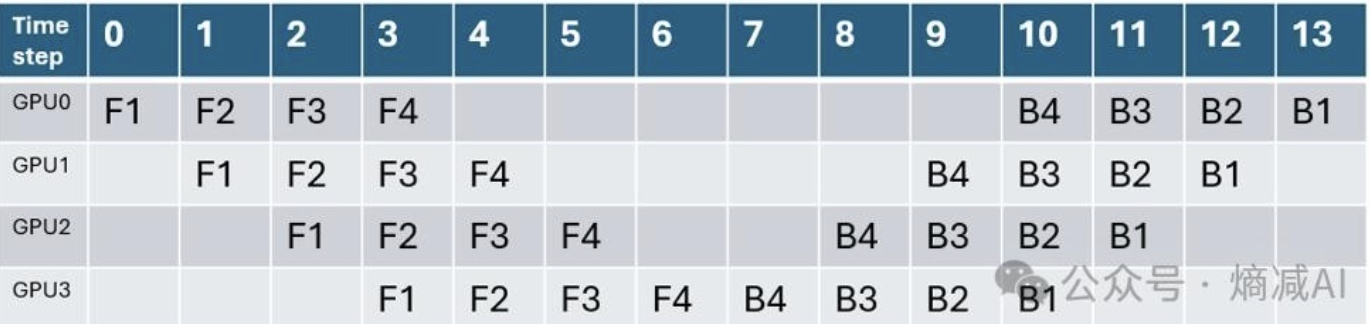 Time step 0 1 2 3 4 5 6 7 8 9 10 11 12 13
GPU0 F1 F2 F3 F4 B4 B3 B2 B1
GPU1 F1 F2 F3 F4 B4 B3 B2 B1
GPU2 F1 F2 F3 F4 B4 B3 B2 B1
GPU3 F1 F2 F3 F4 B4 B3 B2 B1
公众号 · 熵减AI